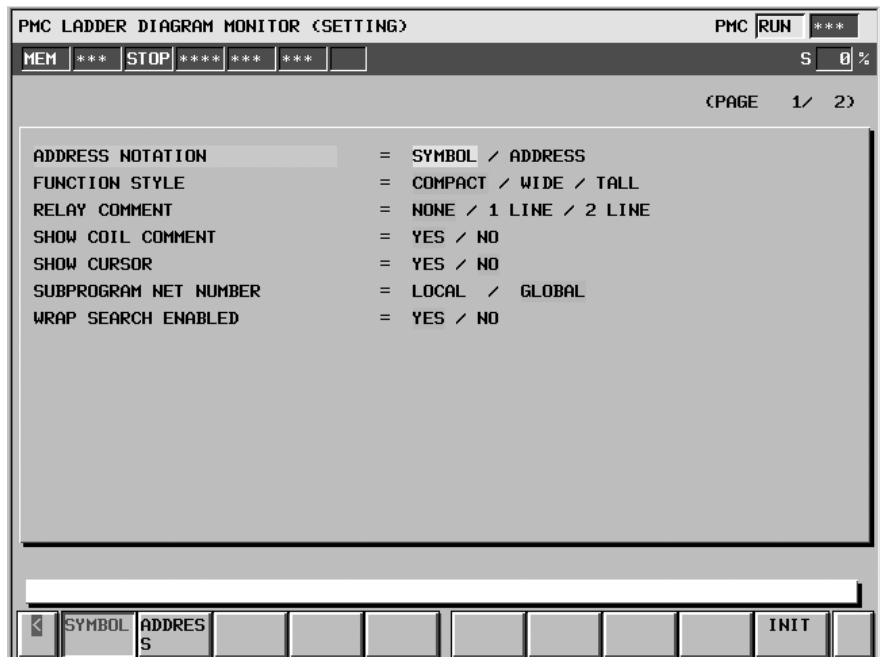 PMC LADDER DIAGRAM MONITOR (SETTING) PMC RUN ***
MEM *** STOP **** *** *** S 0 %
(PAGE 1/ 2)
ADDRESS NOTATION = SYMBOL / ADDRESS
FUNCTION STYLE = COMPACT / WIDE / TALL
RELAY COMMENT = NONE / 1 LINE / 2 LINE
SHOW COIL COMMENT = YES / NO
SHOW CURSOR = YES / NO
SUBPROGRAM NET NUMBER = LOCAL / GLOBAL
WRAP SEARCH ENABLED = YES / NO
< SYMBOL ADDRES INIT
S